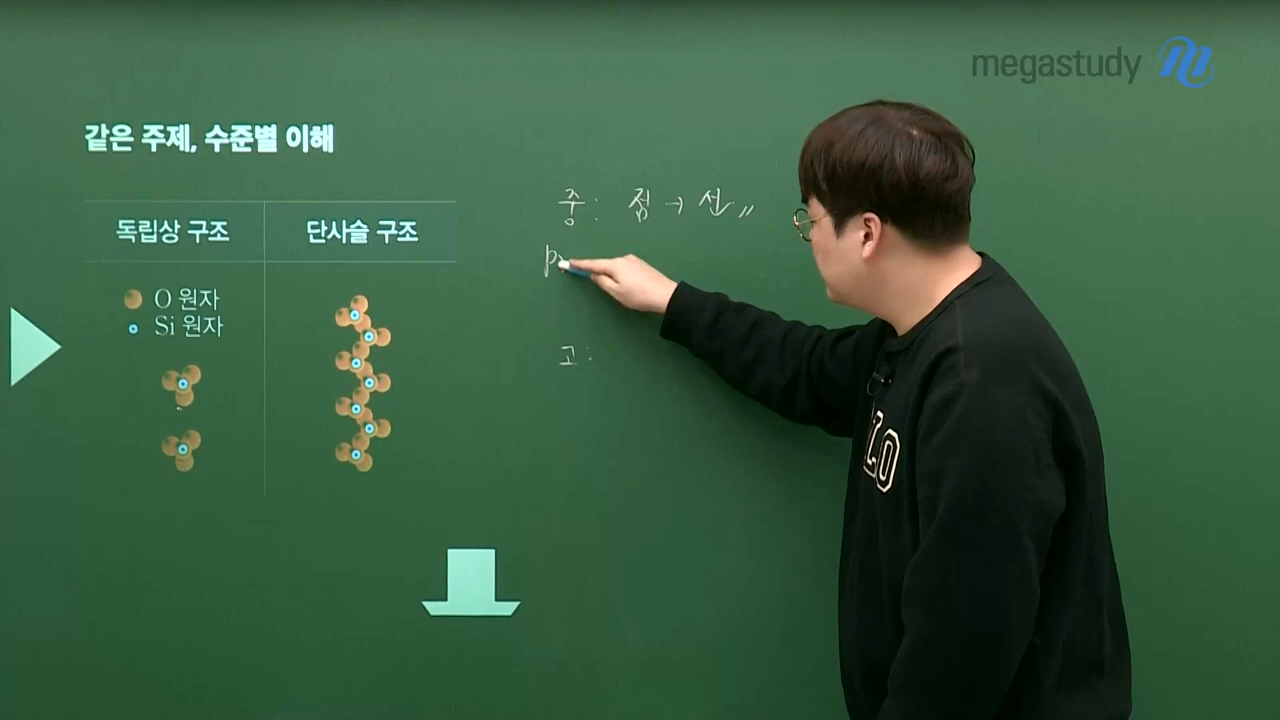 megastudy
같은 주제, 수준별 이해
독립상 구조 단사슬 구조
O 원자
Si 원자
중: 점 → 선
고:
LO